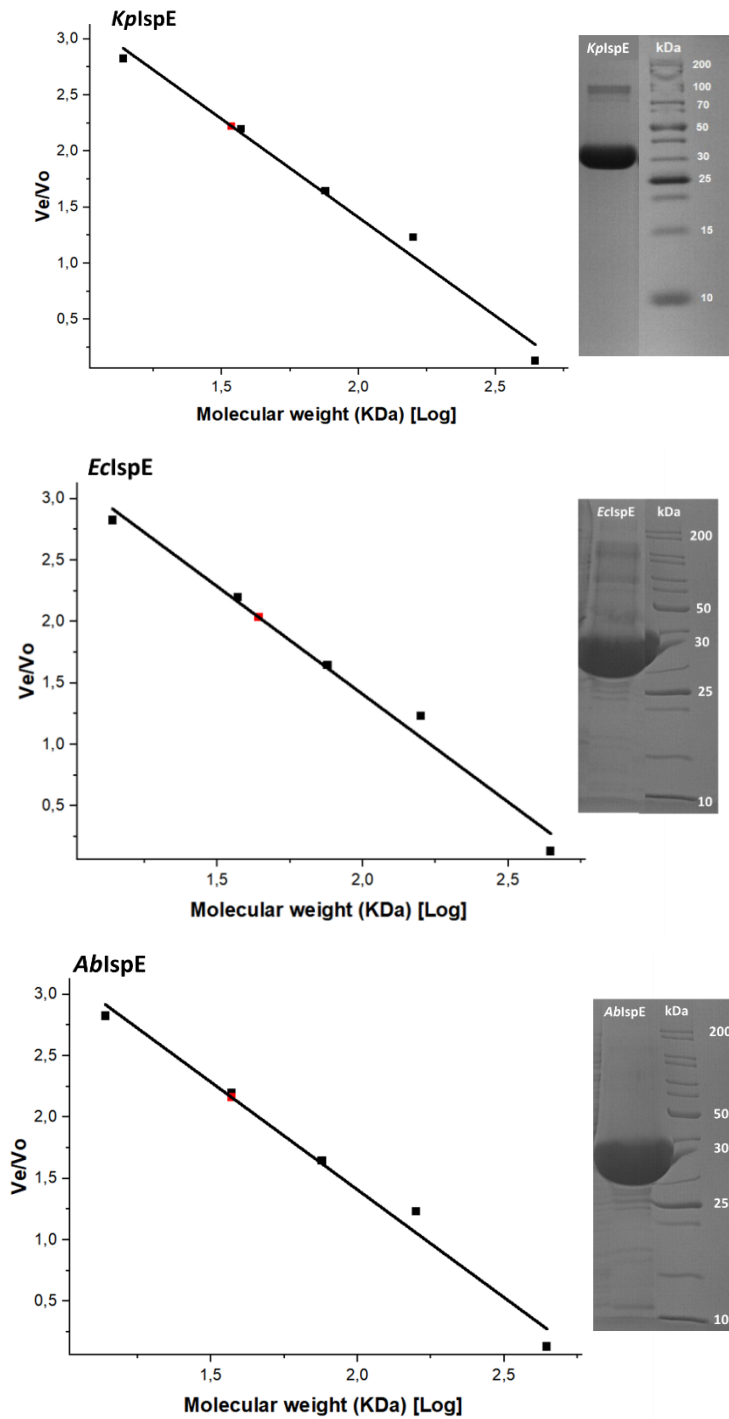 KpIspE
3,0
2,5
2,0
1,5
1,0
0,5
Ve/Vo
1,5 2,0 2,5
Molecular weight (KDa) [Log]
KpIspE kDa
200
100
70
50
30
25
15
10
EcIspE
3,0
2,5
2,0
1,5
1,0
0,5
Ve/Vo
1,5 2,0 2,5
Molecular weight (KDa) [Log]
EcIspE kDa
200
50
30
25
10
AbIspE
3,0
2,5
2,0
1,5
1,0
0,5
Ve/Vo
1,5 2,0 2,5
Molecular weight (KDa) [Log]
AbIspE kDa
200
50
30
25
10